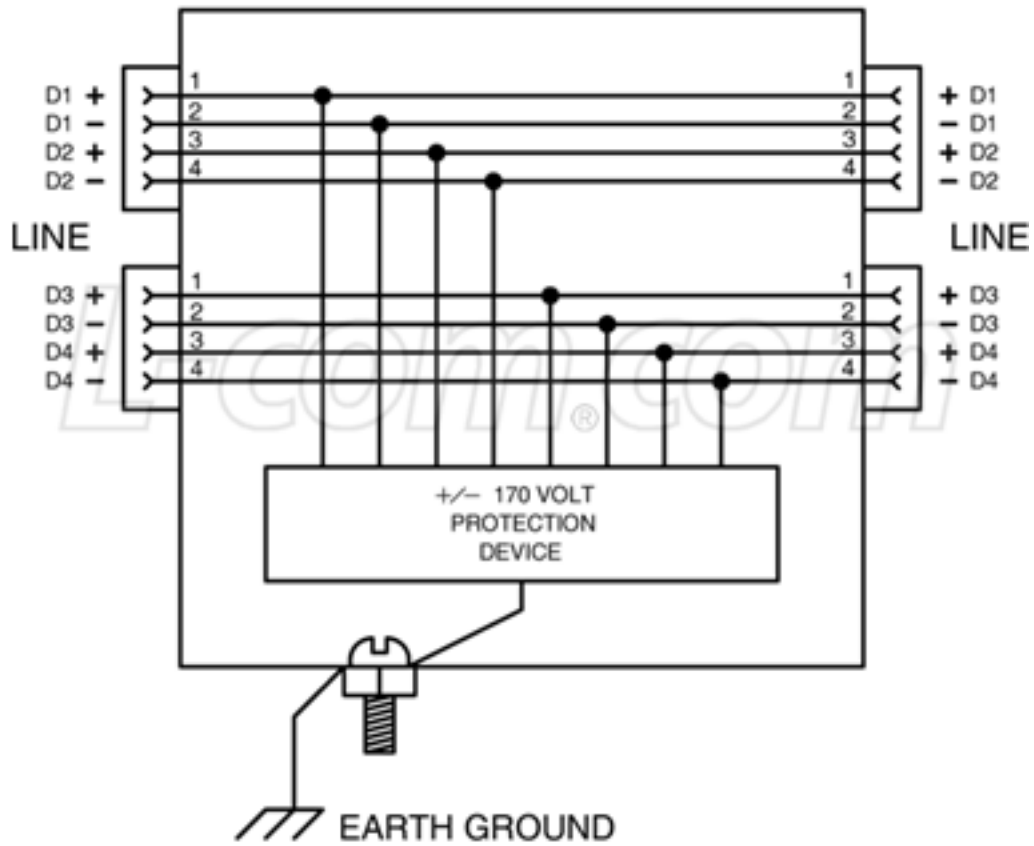 D1 + 1 1 + D1
D1 − 2 2 − D1
D2 + 3 3 + D2
D2 − 4 4 − D2
LINE LINE
D3 + 1 1 + D3
D3 − 2 2 − D3
D4 + 3 3 + D4
D4 − 4 4 − D4
L-com.com®
+/− 170 VOLT
PROTECTION
DEVICE
EARTH GROUND